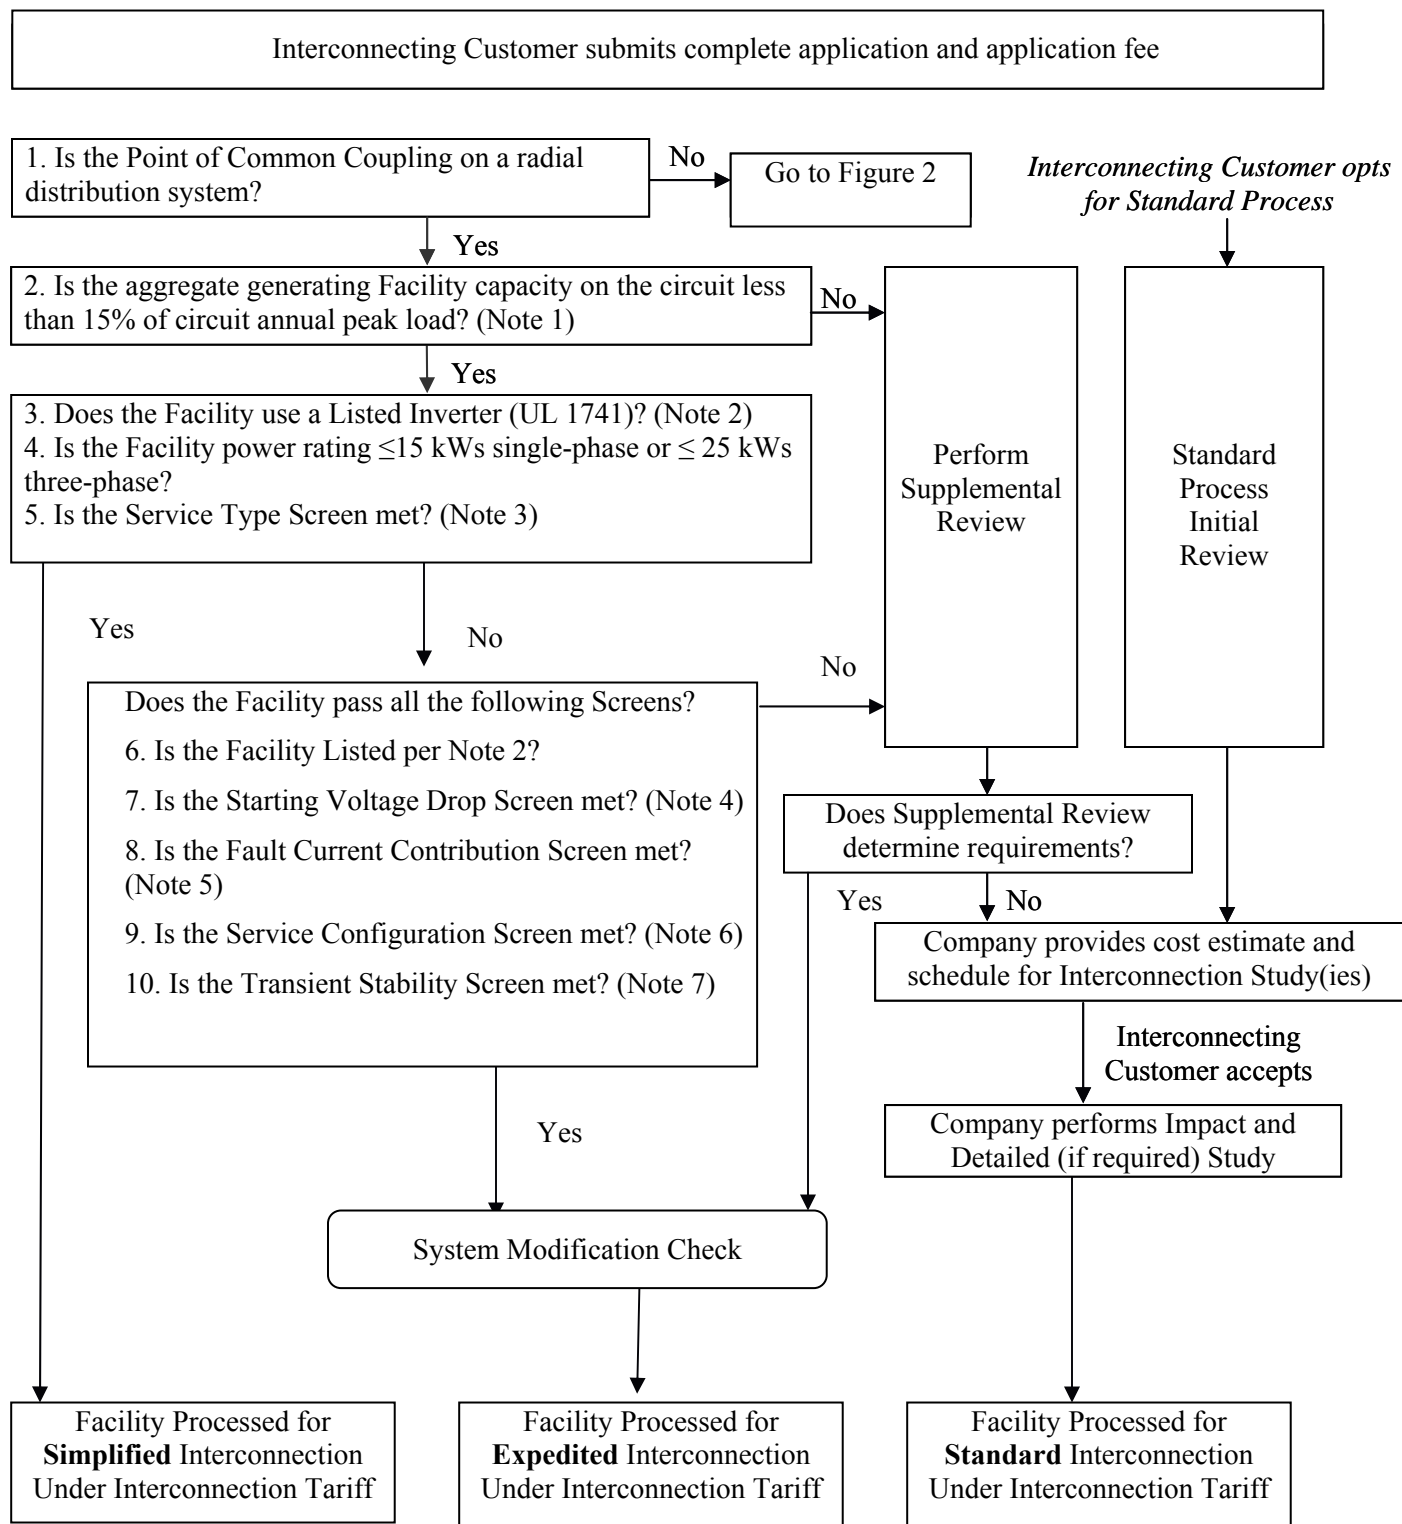 Interconnecting Customer submits complete application and application fee
1. Is the Point of Common Coupling on a radial
distribution system?
No
Go to Figure 2
Interconnecting Customer opts
for Standard Process
Yes
2. Is the aggregate generating Facility capacity on the circuit less
than 15% of circuit annual peak load? (Note 1)
No
Yes
3. Does the Facility use a Listed Inverter (UL 1741)? (Note 2)
4. Is the Facility power rating ≤15 kWs single-phase or ≤ 25 kWs
three-phase?
5. Is the Service Type Screen met? (Note 3)
Perform
Supplemental
Review
Standard
Process
Initial
Review
Yes
No
No
Does the Facility pass all the following Screens?
6. Is the Facility Listed per Note 2?
7. Is the Starting Voltage Drop Screen met? (Note 4)
8. Is the Fault Current Contribution Screen met?
(Note 5)
9. Is the Service Configuration Screen met? (Note 6)
10. Is the Transient Stability Screen met? (Note 7)
Does Supplemental Review
determine requirements?
Yes
No
Company provides cost estimate and
schedule for Interconnection Study(ies)
Interconnecting
Customer accepts
Company performs Impact and
Detailed (if required) Study
Yes
System Modification Check
Facility Processed for
Simplified Interconnection
Under Interconnection Tariff
Facility Processed for
Expedited Interconnection
Under Interconnection Tariff
Facility Processed for
Standard Interconnection
Under Interconnection Tariff